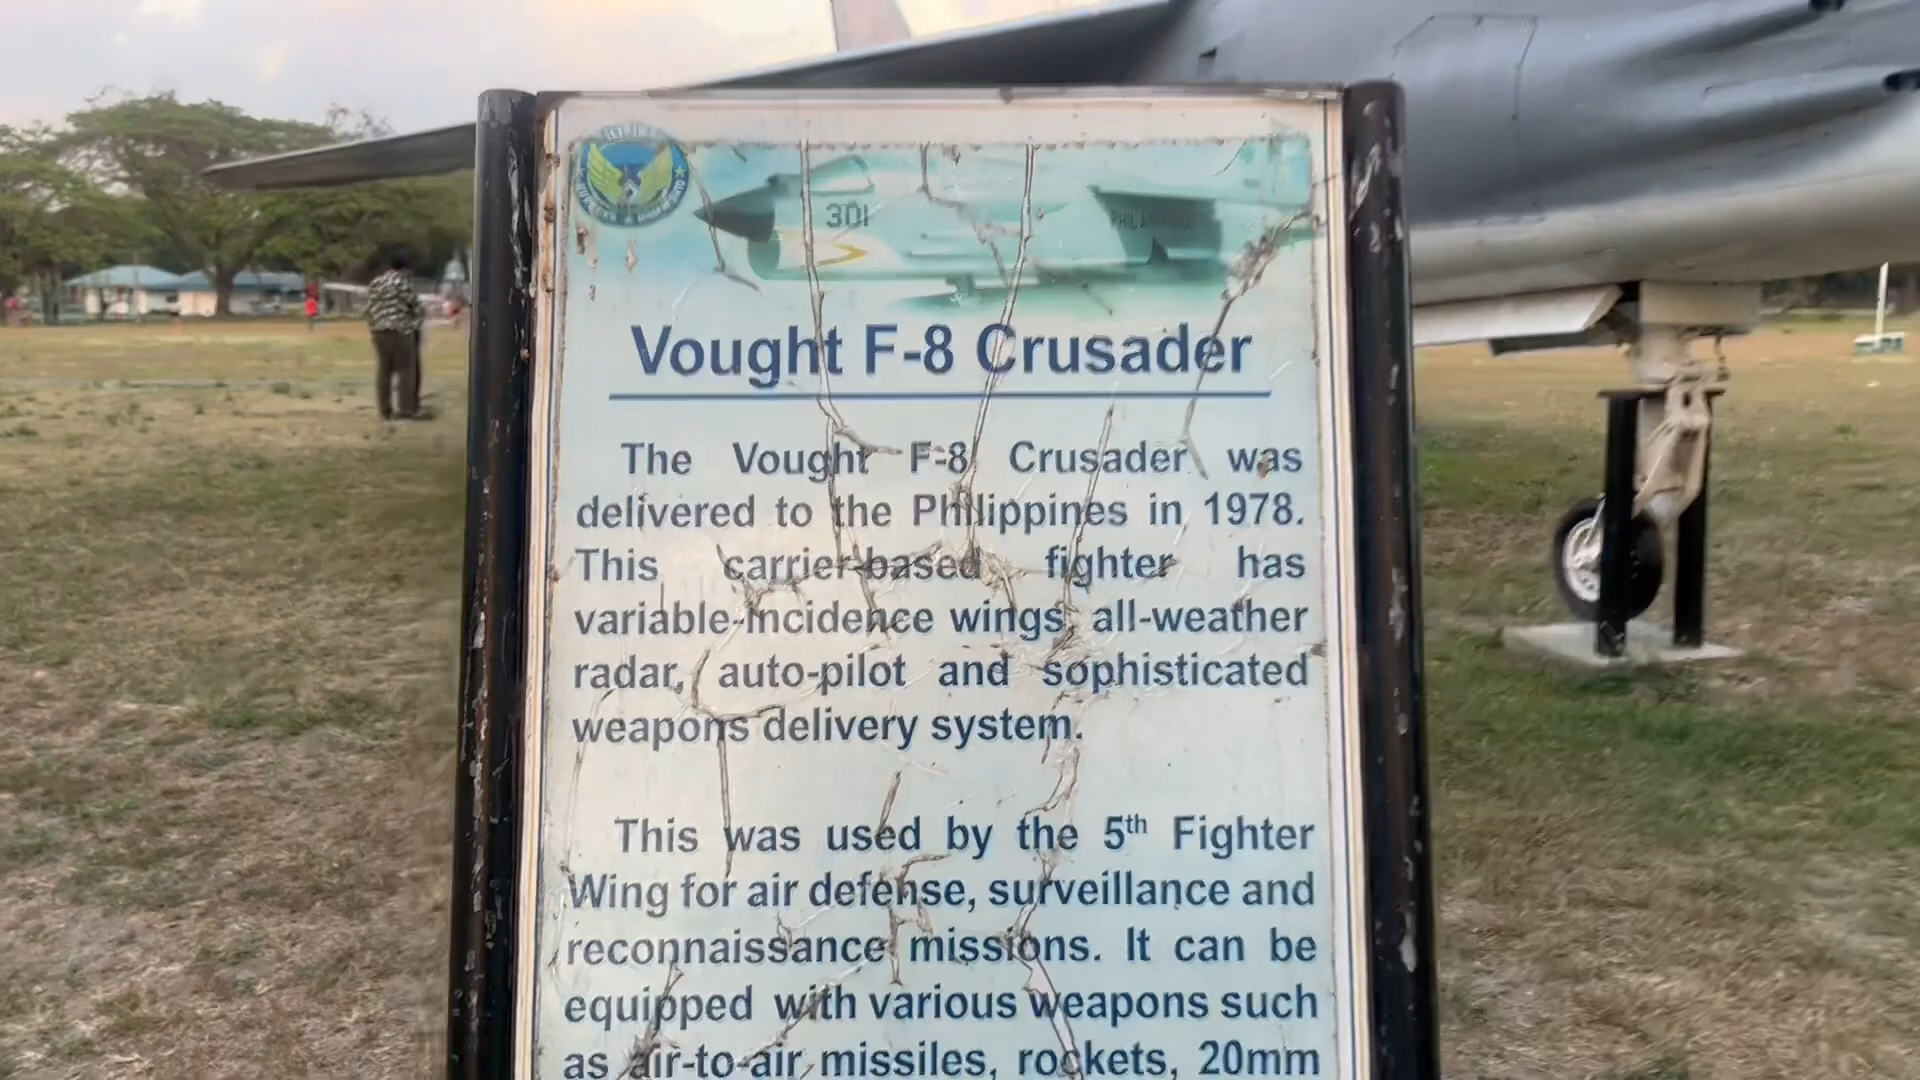 301
Vought F-8 Crusader
The Vought F-8 Crusader was
delivered to the Philippines in 1978.
This carrier-based fighter has
variable-incidence wings, all-weather
radar, auto-pilot and sophisticated
weapons delivery system.
This was used by the 5th Fighter
Wing for air defense, surveillance and
reconnaissance missions. It can be
equipped with various weapons such
as air-to-air missiles, rockets, 20mm